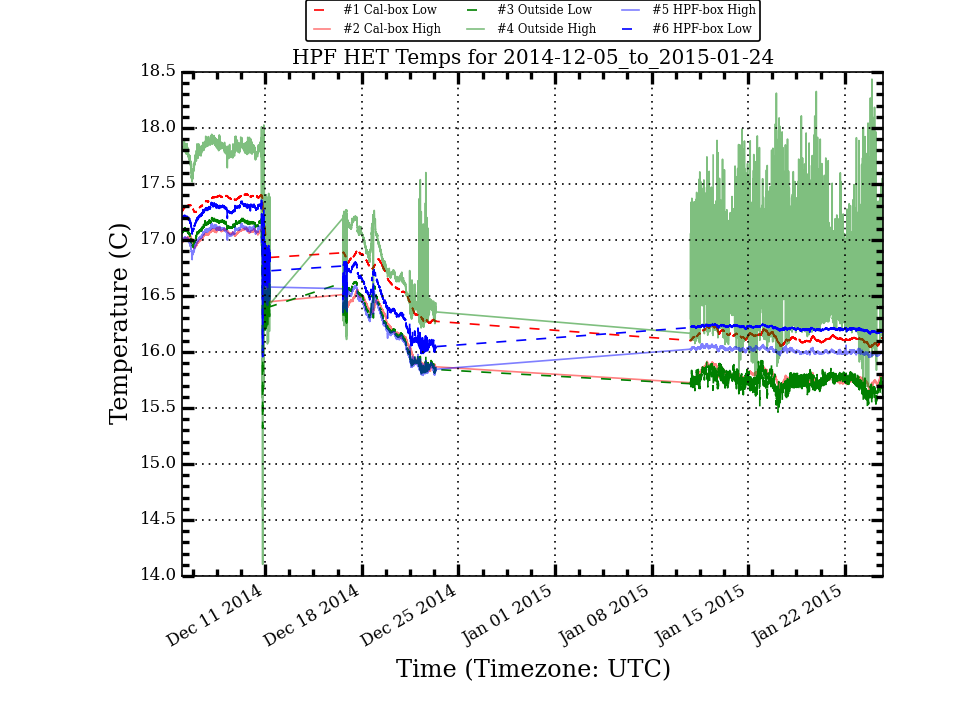 #1 Cal-box Low #3 Outside Low #5 HPF-box High
#2 Cal-box High #4 Outside High #6 HPF-box Low
HPF HET Temps for 2014-12-05_to_2015-01-24
18.5
18.0
17.5
17.0
16.5
16.0
15.5
15.0
14.5
14.0
Temperature (C)
Dec 11 2014 Dec 18 2014 Dec 25 2014 Jan 01 2015 Jan 08 2015 Jan 15 2015 Jan 22 2015
Time (Timezone: UTC)